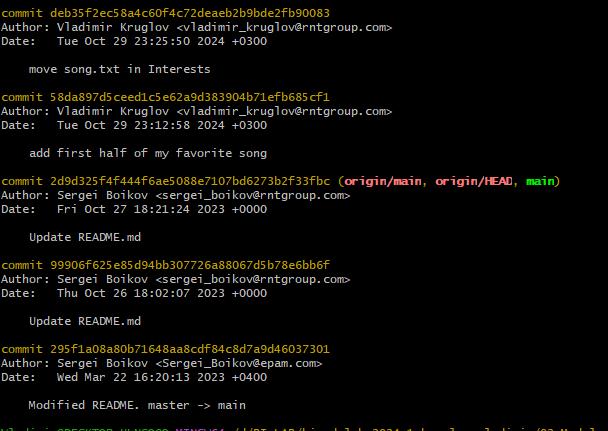 commit deb35f2ec58a4c60f4c72deaeb2b9bde2fb90083
Author: Vladimir Kruglov <vladimir_kruglov@rntgroup.com>
Date:   Tue Oct 29 23:25:50 2024 +0300
move song.txt in Interests
commit 58da897d5ceed1c5e62a9d383904b71efb685cf1
Author: Vladimir Kruglov <vladimir_kruglov@rntgroup.com>
Date:   Tue Oct 29 23:12:58 2024 +0300
add first half of my favorite song
commit 2d9d325f4f444f6ae5088e7107bd6273b2f33fbc (origin/main, origin/HEAD, main)
Author: Sergei Boikov <sergei_boikov@rntgroup.com>
Date:   Fri Oct 27 18:21:24 2023 +0000
Update README.md
commit 99906f625e85d94bb307726a88067d5b78e6bb6f
Author: Sergei Boikov <sergei_boikov@rntgroup.com>
Date:   Thu Oct 26 18:02:07 2023 +0000
Update README.md
commit 295f1a08a80b71648aa8cdf84c8d7a9d46037301
Author: Sergei Boikov <Sergei_Boikov@epam.com>
Date:   Wed Mar 22 16:20:13 2023 +0400
Modified README. master -> main